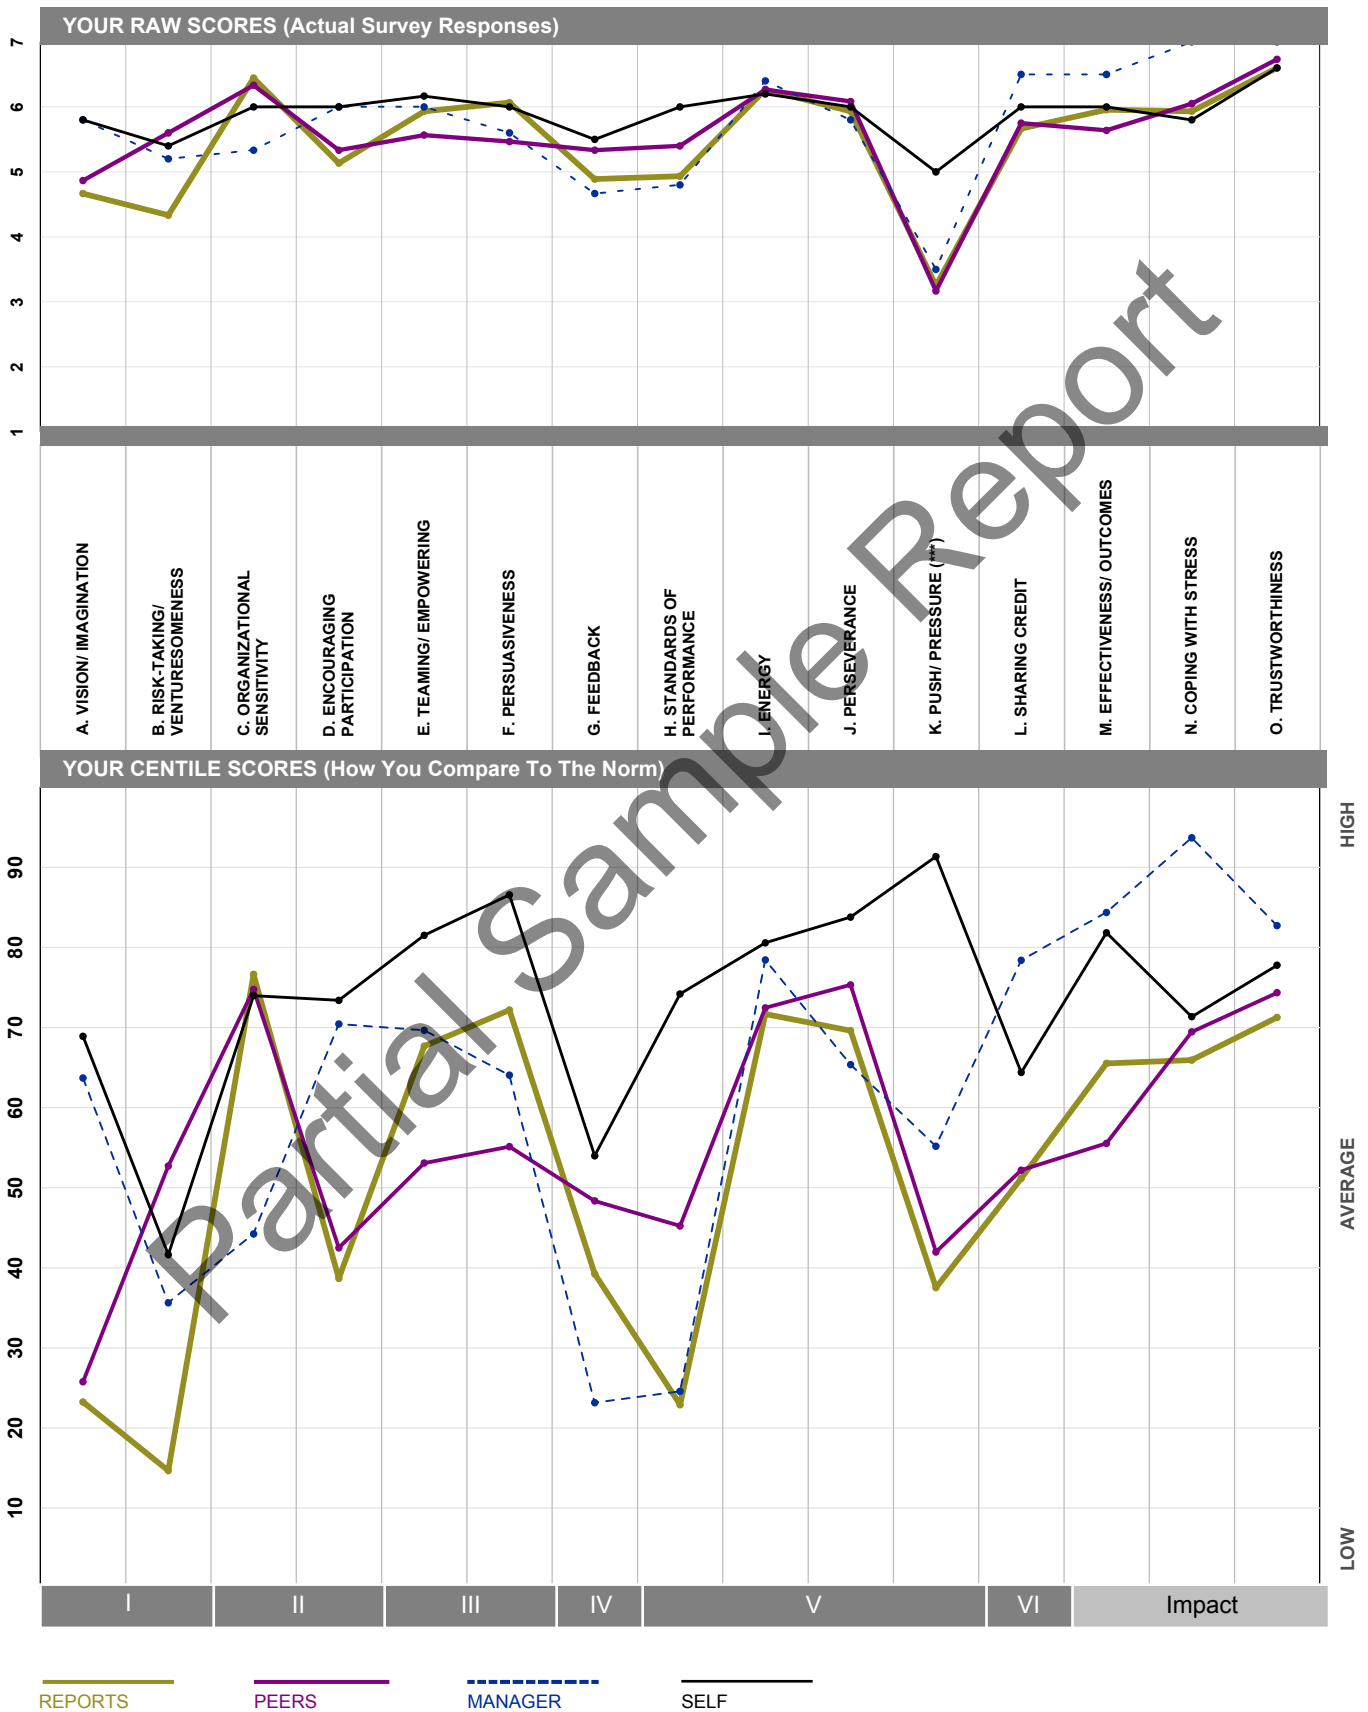 YOUR RAW SCORES (Actual Survey Responses)
7
6
5
4
3
2
1
A. VISION/ IMAGINATION
B. RISK-TAKING/
VENTURESOMENESS
C. ORGANIZATIONAL
SENSITIVITY
D. ENCOURAGING
PARTICIPATION
E. TEAMING/ EMPOWERING
F. PERSUASIVENESS
G. FEEDBACK
H. STANDARDS OF
PERFORMANCE
I. ENERGY
J. PERSEVERANCE
K. PUSH/ PRESSURE (***)
L. SHARING CREDIT
M. EFFECTIVENESS/ OUTCOMES
N. COPING WITH STRESS
O. TRUSTWORTHINESS
YOUR CENTILE SCORES (How You Compare To The Norm)
90
80
70
60
50
40
30
20
10
HIGH
AVERAGE
LOW
Partial Sample Report
I
II
III
IV
V
VI
Impact
REPORTS
PEERS
MANAGER
SELF